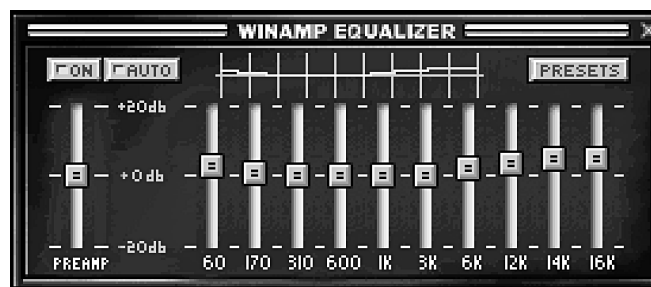 WINAMP EQUALIZER
ON AUTO PRESETS
+20db
+0db
-20db
PREAMP 60 170 310 600 1K 3K 6K 12K 14K 16K